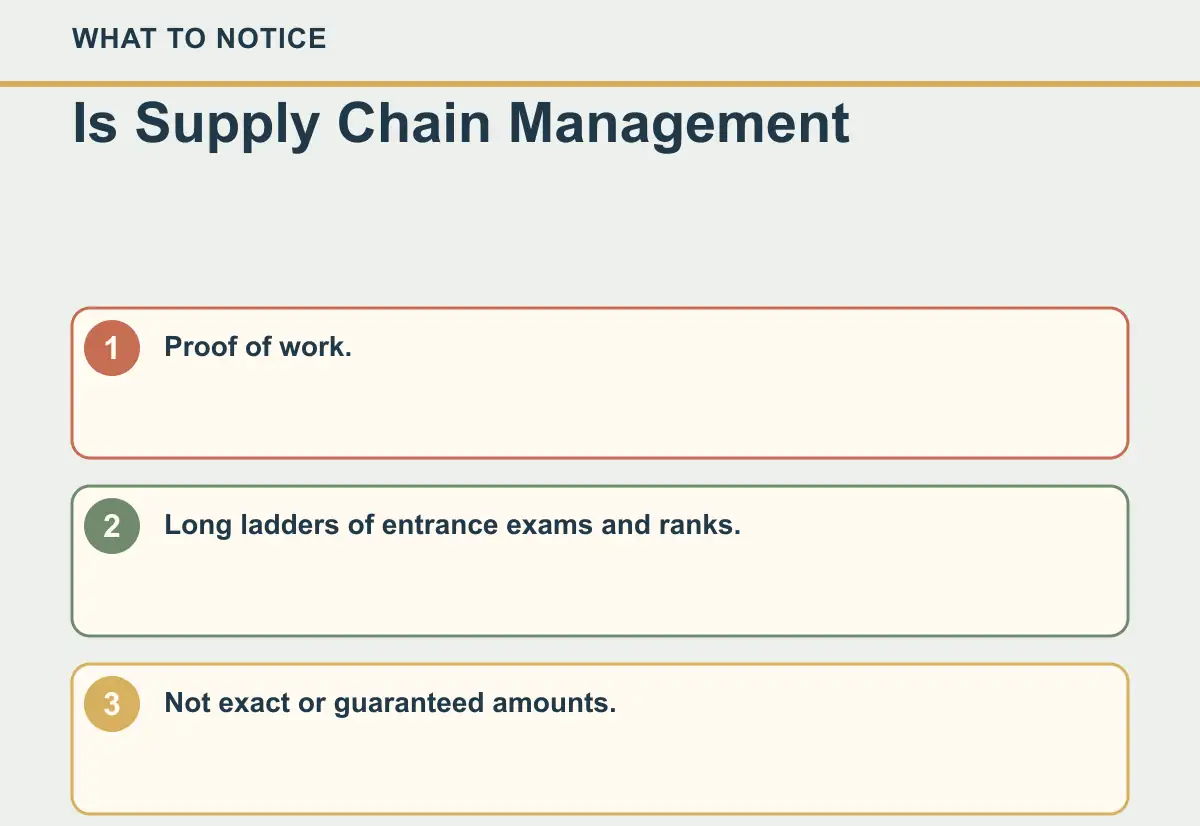 WHAT TO NOTICE
Is Supply Chain Management
1
Proof of work.
2
Long ladders of entrance exams and ranks.
3
Not exact or guaranteed amounts.